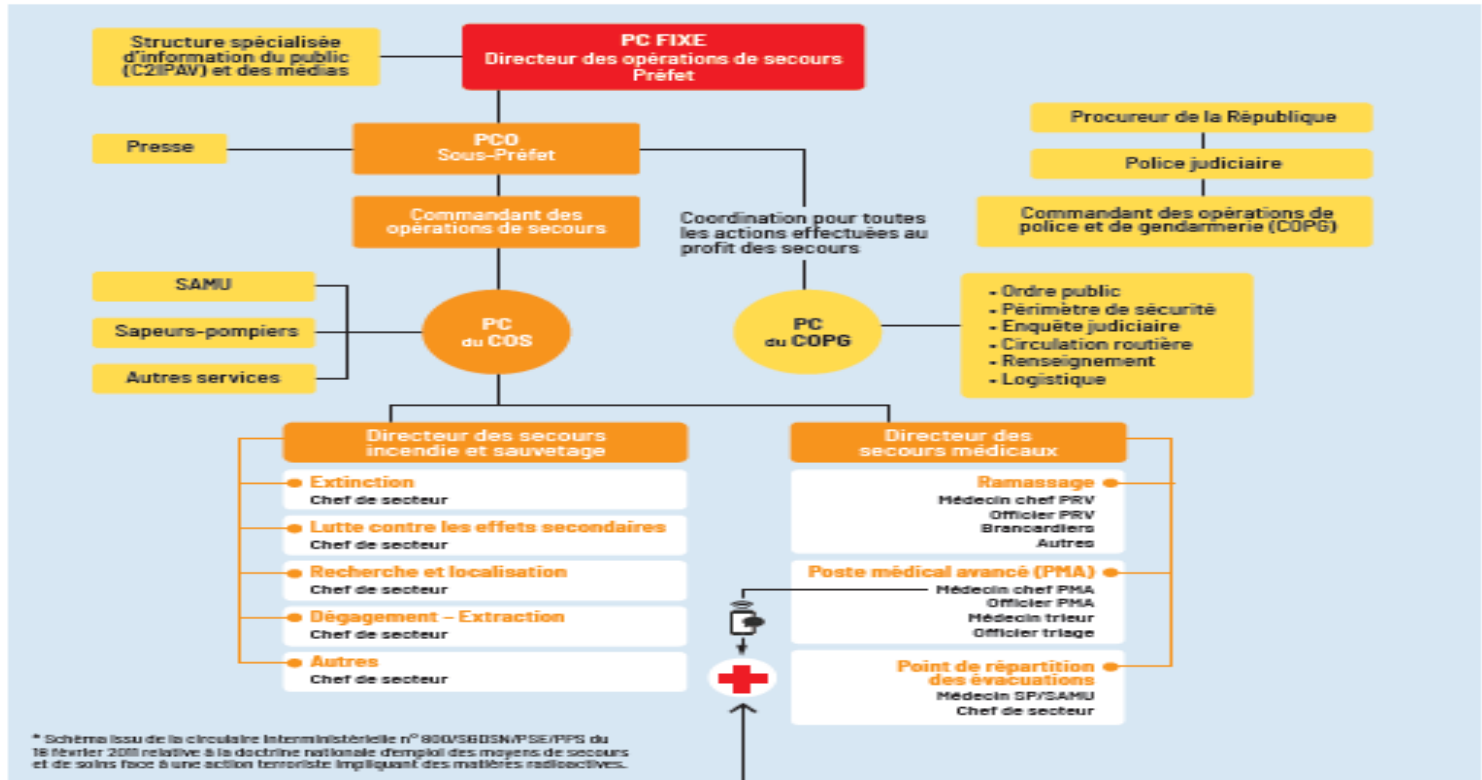 Structure spécialisée
d'information du public
(C2IPAV) et des médias
PC FIXE
Directeur des opérations de secours
Préfet
Presse
PCO
Sous-Préfet
Procureur de la République
Police judiciaire
Commandant des opérations de
police et de gendarmerie (COPG)
Commandant des
opérations de secours
Coordination pour toutes
les actions effectuées au
profit des secours
SAMU
Sapeurs-pompiers
Autres services
PC
du COS
PC
du COPG
- Ordre public
- Périmètre de sécurité
- Enquête judiciaire
- Circulation routière
- Renseignement
- Logistique
Directeur des secours
incendie et sauvetage
Extinction
Chef de secteur
Lutte contre les effets secondaires
Chef de secteur
Recherche et localisation
Chef de secteur
Dégagement – Extraction
Chef de secteur
Autres
Chef de secteur
Directeur des
secours médicaux
Ramassage
Médecin chef PRV
Officier PRV
Brancardiers
Autres
Poste médical avancé (PMA)
Médecin chef PMA
Officier PMA
Médecin trieur
Officier triage
Point de répartition
des évacuations
Médecin SP/SAMU
Chef de secteur
* Schéma issu de la circulaire interministérielle n° 800/SGDSN/PSE/PPS du
18 février 2011 relative à la doctrine nationale d'emploi des moyens de secours
et de soins face à une action terroriste impliquant des matières radioactives.